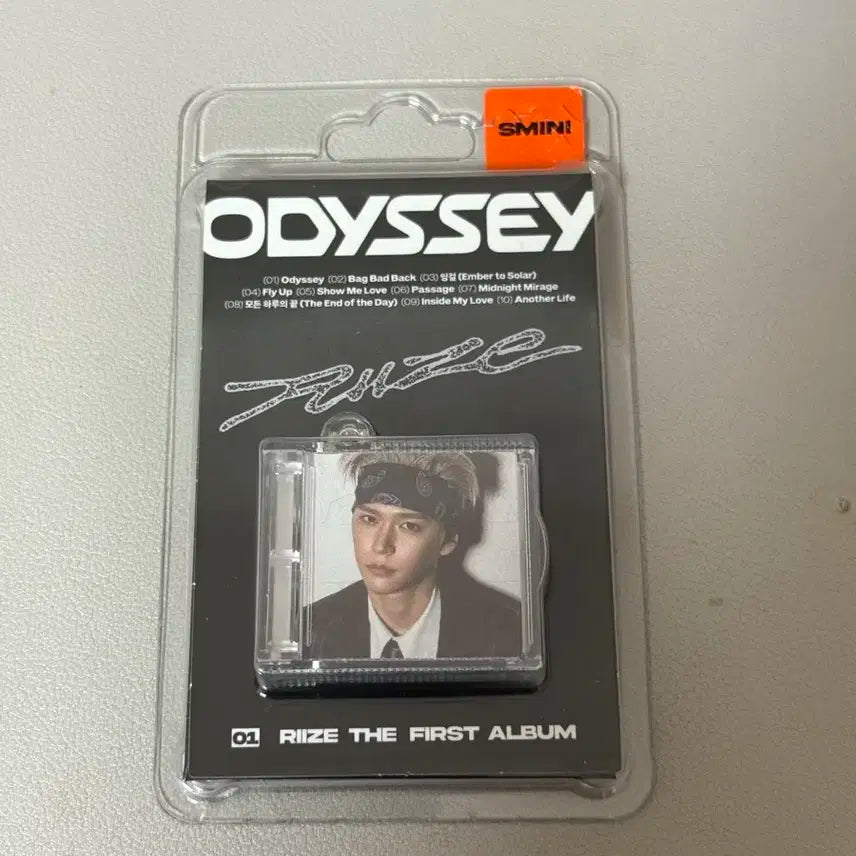 SMINI
ODYSSEY
(01) Odyssey (02) Bag Bad Back (03) 잉걸 (Ember to Solar)
(04) Fly Up (05) Show Me Love (06) Passage (07) Midnight Mirage
(08) 모든 하루의 끝 (The End of the Day) (09) Inside My Love (10) Another Life
RIIZE
01 RIIZE THE FIRST ALBUM